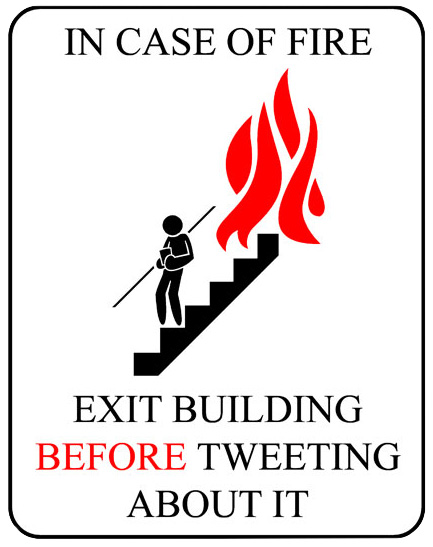 IN CASE OF FIRE
EXIT BUILDING
BEFORE TWEETING
ABOUT IT